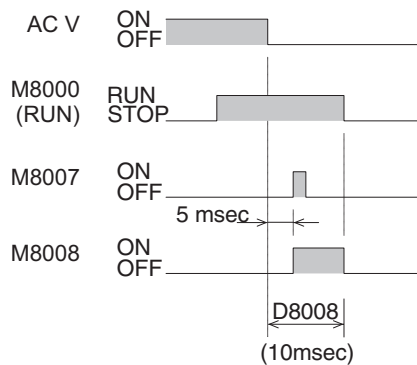 AC V ON
OFF
M8000 RUN
(RUN) STOP
M8007 ON
OFF
5 msec
M8008 ON
OFF
D8008
(10msec)